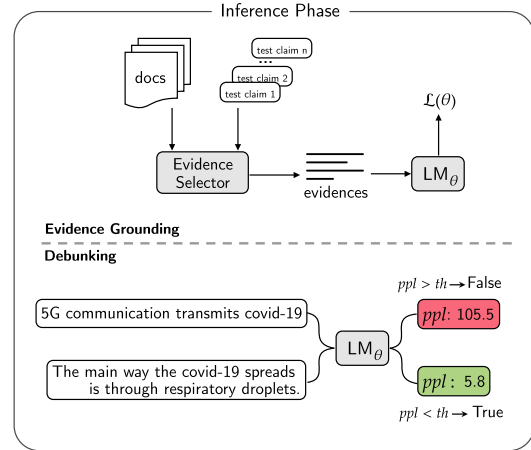 Inference Phase
docs
test claim n
...
test claim 2
test claim 1
Evidence
Selector
evidences
ℒ(θ)
LM_θ
Evidence Grounding
Debunking
ppl > th → False
5G communication transmits covid-19
ppl: 105.5
LM_θ
The main way the covid-19 spreads
is through respiratory droplets.
ppl: 5.8
ppl < th → True